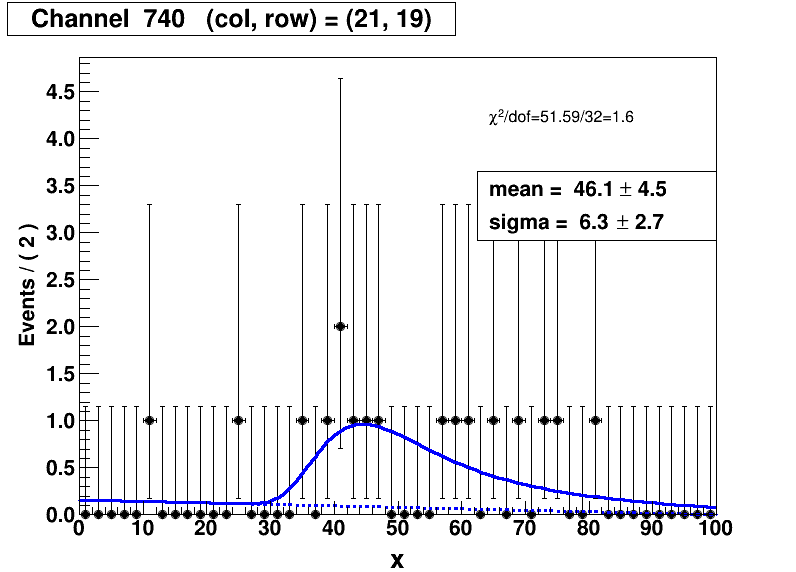 Channel 740 (col, row) = (21, 19)
χ²/dof=51.59/32=1.6
mean = 46.1 ± 4.5
sigma = 6.3 ± 2.7
Events / ( 2 )
4.5
4.0
3.5
3.0
2.5
2.0
1.5
1.0
0.5
0.0
0 10 20 30 40 50 60 70 80 90 100
x